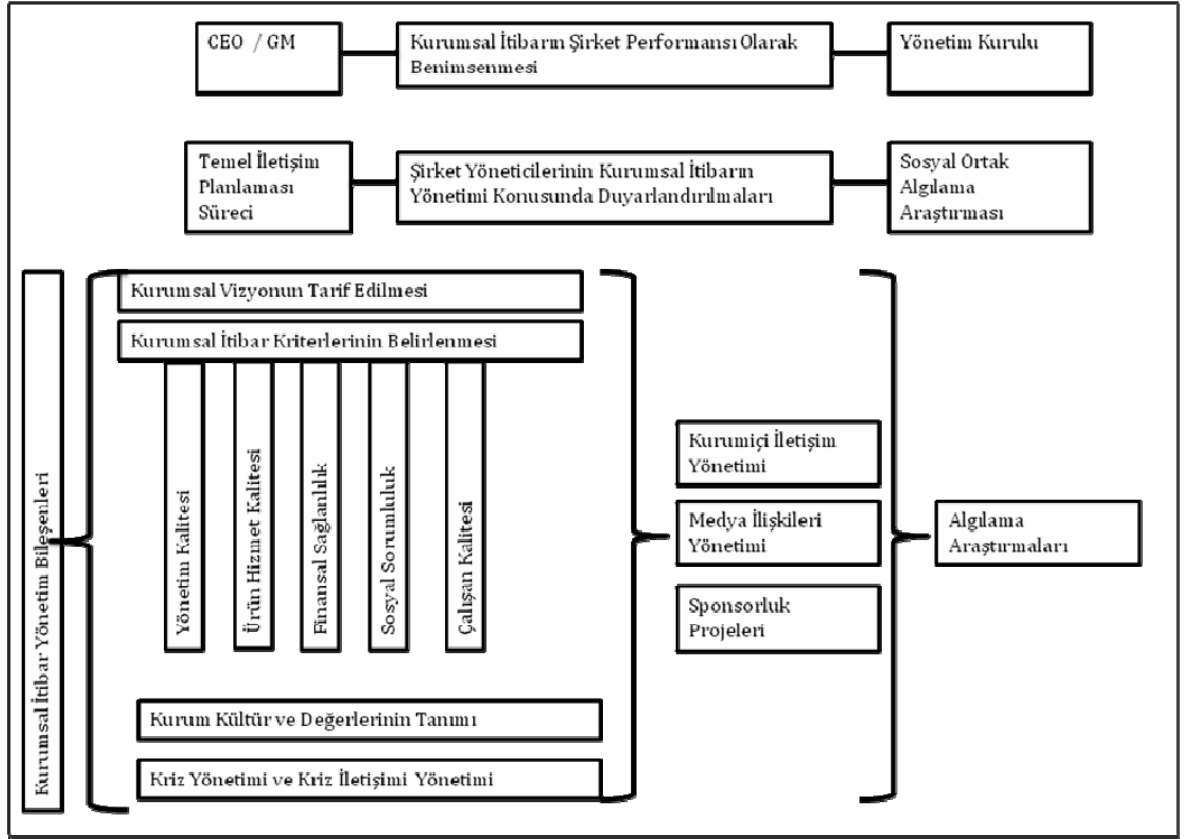 CEO / GM
Kurumsal İtibarın Şirket Performansı Olarak
Benimsenmesi
Yönetim Kurulu
Temel İletişim
Planlaması
Süreci
Şirket Yöneticilerinin Kurumsal İtibarın
Yönetimi Konusunda Duyarlandırılmaları
Sosyal Ortak
Algılama
Araştırması
Kurumsal İtibar Yönetim Bileşenleri
Kurumsal Vizyonun Tarif Edilmesi
Kurumsal İtibar Kriterlerinin Belirlenmesi
Yönetim Kalitesi
Ürün Hizmet Kalitesi
Finansal Sağlanlılık
Sosyal Sorumluluk
Çalışan Kalitesi
Kurum Kültür ve Değerlerinin Tanımı
Kriz Yönetimi ve Kriz İletişimi Yönetimi
Kurumiçi İletişim
Yönetimi
Medya İlişkileri
Yönetimi
Sponsorluk
Projeleri
Algılama
Araştırmaları